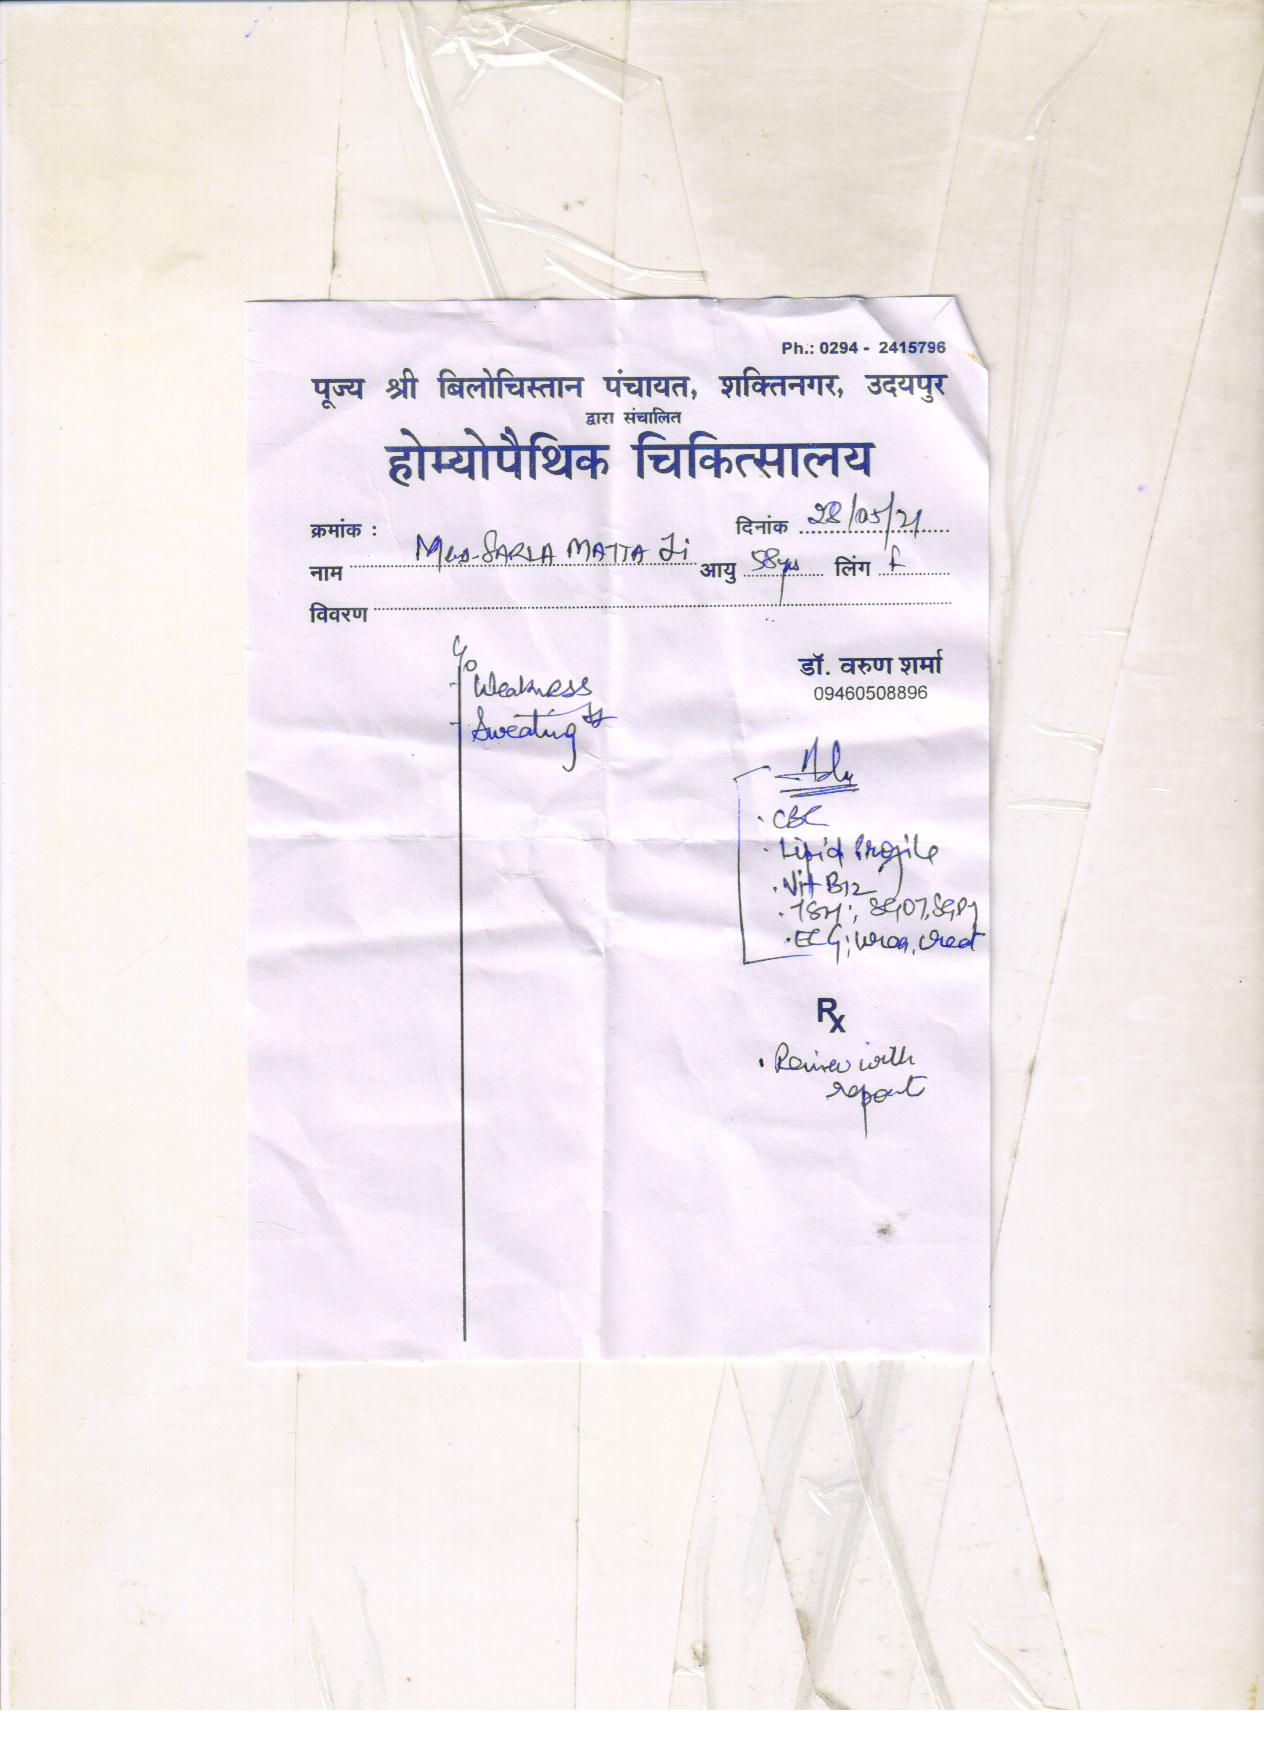 Ph.: 0294 - 2415796
पूज्य श्री बिलोचिस्तान पंचायत, शक्तिनगर, उदयपुर
द्वारा संचालित
होम्योपैथिक चिकित्सालय
क्रमांक : दिनांक 28/05/21
नाम Mrs. SARLA MATTA Ji आयु 58yrs लिंग F
विवरण
C/o
- Weakness
- Sweating
डॉ. वरुण शर्मा
09460508896
Adv
. CBC
. Lipid Profile
. Vit B12
. TSH; SGOT, SGPT
. ECG; Urea, Creat
Rx
. Review with
report